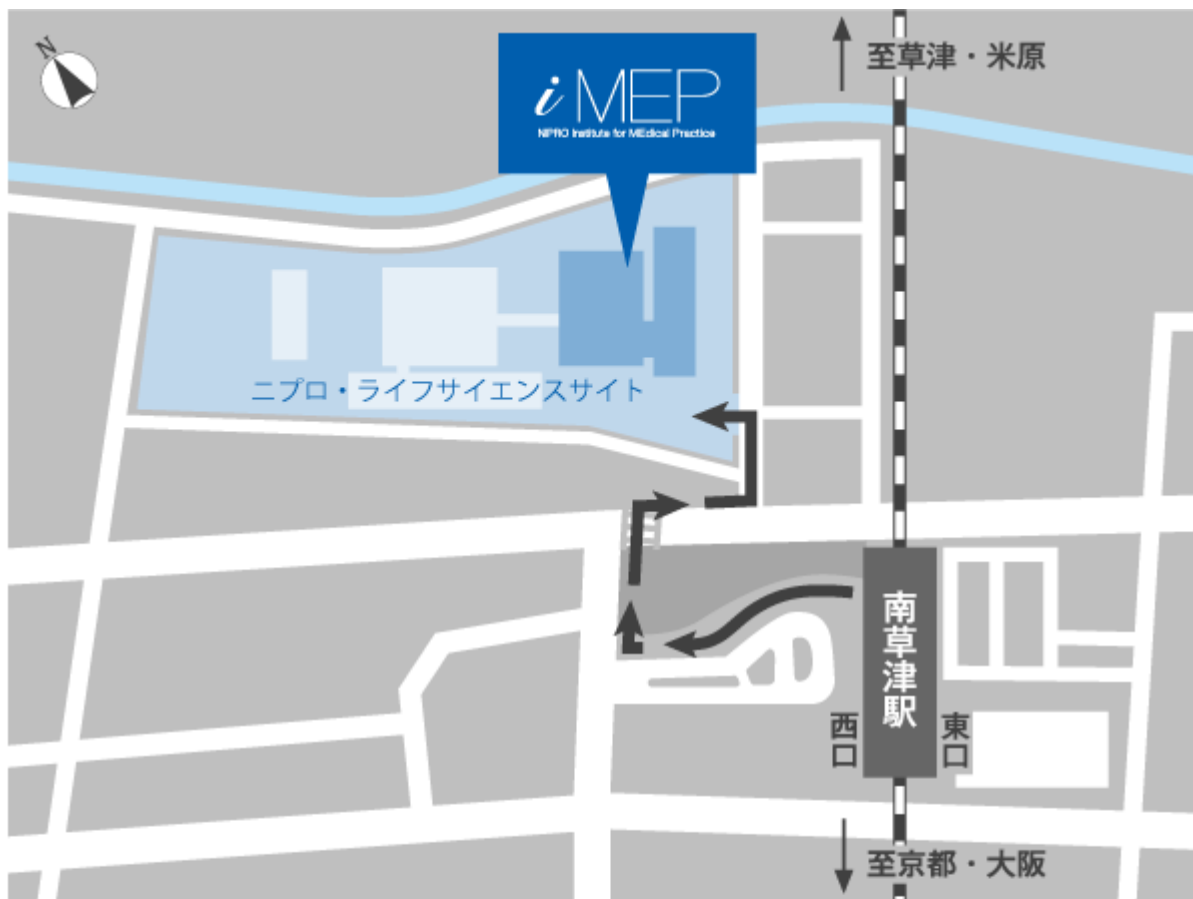 N
i MEP
NIPRO Institute for MEdical Practice
至草津・米原
ニプロ・ライフサイエンスサイト
南草津駅
西口
東口
至京都・大阪